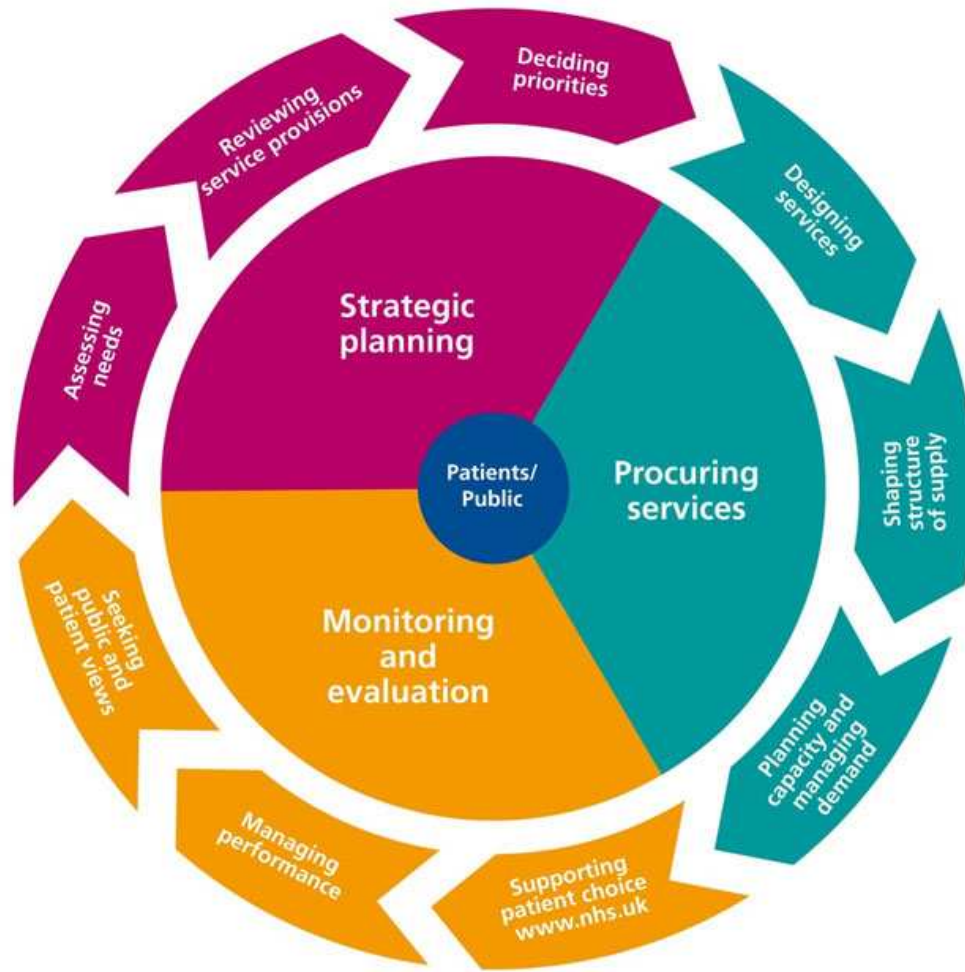 Deciding
priorities
Designing
services
Shaping
structure
of supply
Planning
capacity and
managing
demand
Supporting
patient choice
www.nhs.uk
Managing
performance
Seeking
public and
patient views
Assessing
needs
Reviewing
service provisions
Strategic
planning
Procuring
services
Monitoring
and
evaluation
Patients/
Public